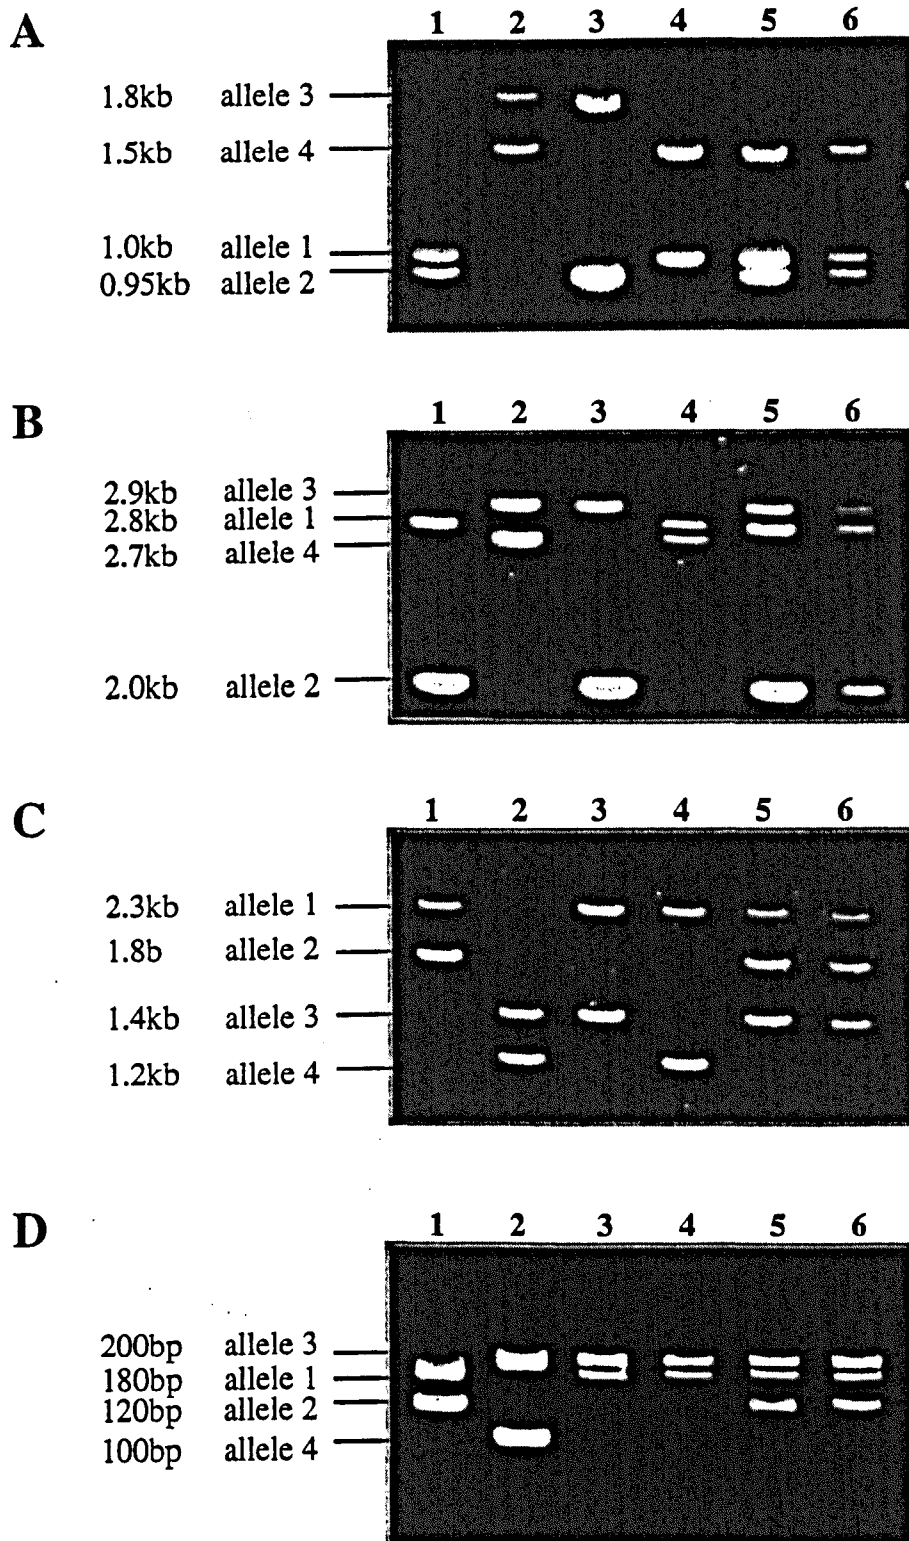 A
1 2 3 4 5 6
1.8kb allele 3
1.5kb allele 4
1.0kb allele 1
0.95kb allele 2
B
1 2 3 4 5 6
2.9kb allele 3
2.8kb allele 1
2.7kb allele 4
2.0kb allele 2
C
1 2 3 4 5 6
2.3kb allele 1
1.8b allele 2
1.4kb allele 3
1.2kb allele 4
D
1 2 3 4 5 6
200bp allele 3
180bp allele 1
120bp allele 2
100bp allele 4